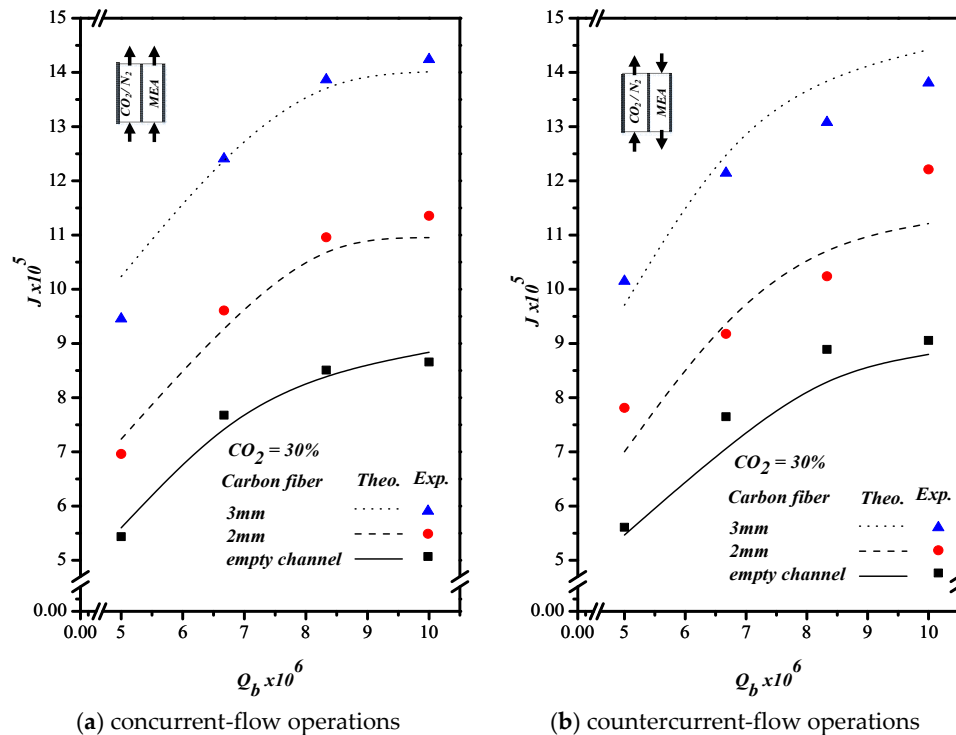 15
14
13
12
11
10
9
8
7
6
5
0.00
J x10^5
CO2/ N2
MEA
CO2 = 30%
Carbon fiber Theo. Exp.
3mm
2mm
empty channel
0.00 5 6 7 8 9 10
Qb x10^6
(a) concurrent-flow operations
15
14
13
12
11
10
9
8
7
6
5
0.00
J x10^5
CO2/ N2
MEA
CO2 = 30%
Carbon fiber Theo. Exp.
3mm
2mm
empty channel
0.00 5 6 7 8 9 10
Qb x10^6
(b) countercurrent-flow operations